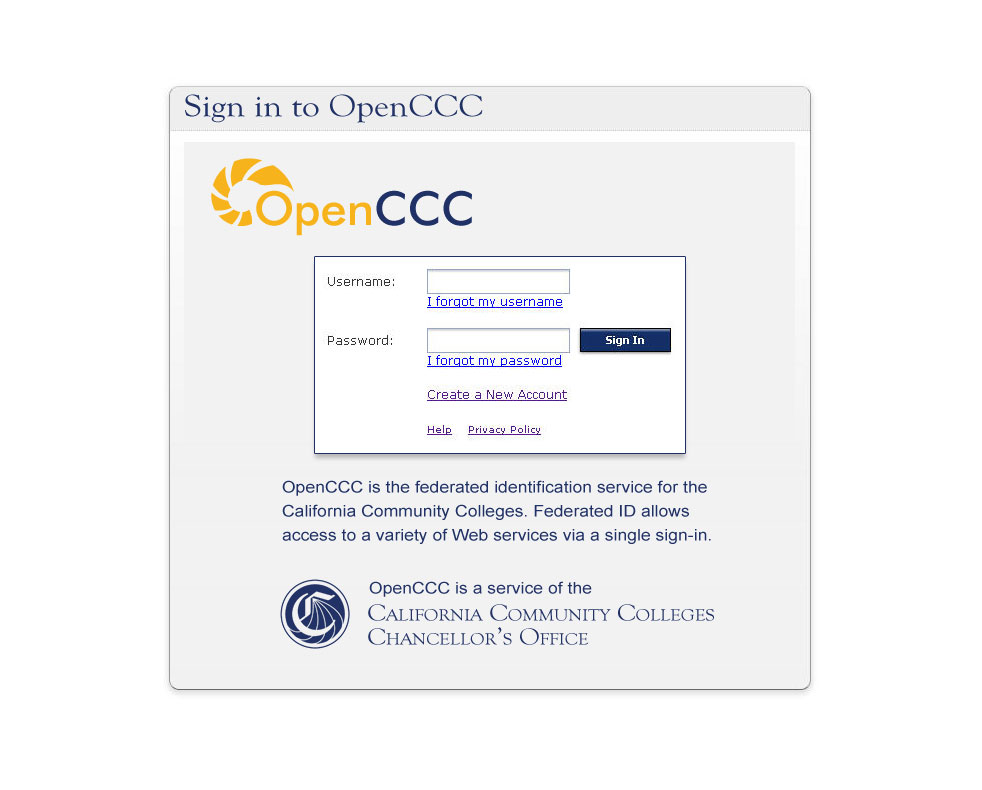 Sign in to OpenCCC
OpenCCC
Username:
I forgot my username
Password:
Sign In
I forgot my password
Create a New Account
Help Privacy Policy
OpenCCC is the federated identification service for the
California Community Colleges. Federated ID allows
access to a variety of Web services via a single sign-in.
OpenCCC is a service of the
California Community Colleges
Chancellor's Office